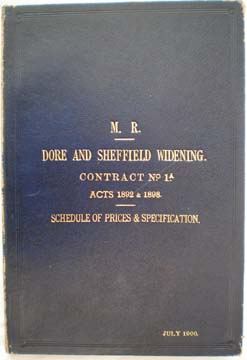 M. R.
DORE AND SHEFFIELD WIDENING.
CONTRACT Nº 1ᴬ
ACTS 1892 & 1898.
SCHEDULE OF PRICES & SPECIFICATION.
JULY 1900.